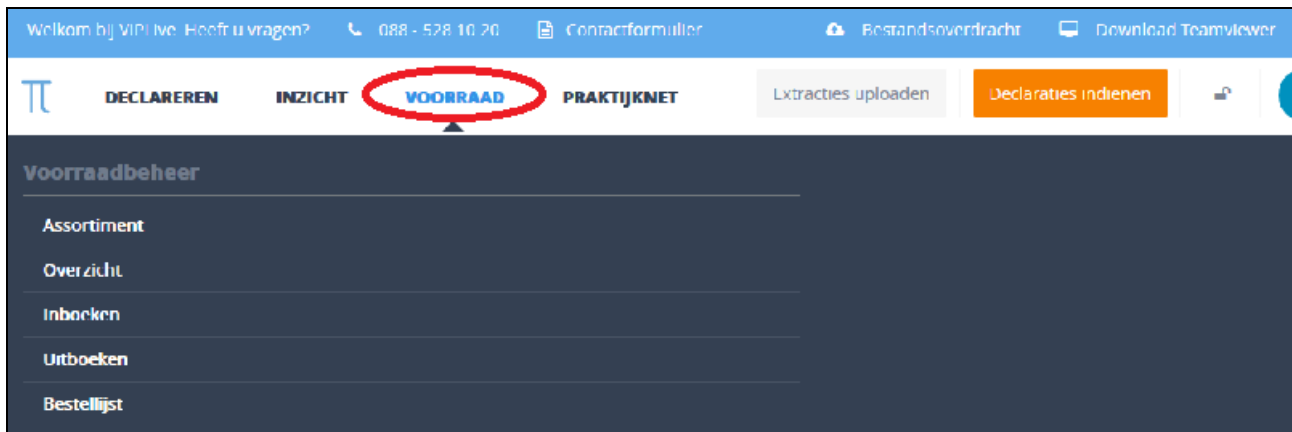 Welkom bij VIPLive. Heeft u vragen? 088 - 528 10 20 Contactformulier Bestandsoverdracht Download Teamviewer
DECLAREREN INZICHT VOORRAAD PRAKTIJKNET Extracties uploaden Declaraties indienen
Voorraadbeheer
Assortiment
Overzicht
Inboeken
Uitboeken
Bestellijst